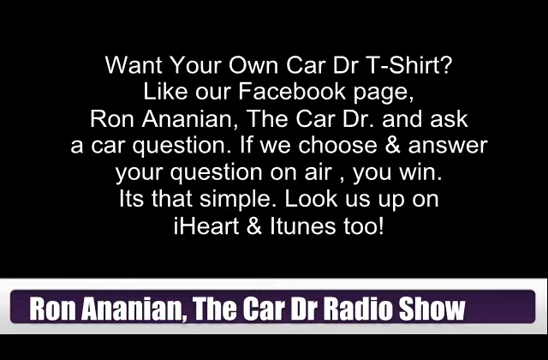 Want Your Own Car Dr T-Shirt?
Like our Facebook page,
Ron Ananian, The Car Dr. and ask
a car question. If we choose & answer
your question on air , you win.
Its that simple. Look us up on
iHeart & Itunes too!
Ron Ananian, The Car Dr Radio Show